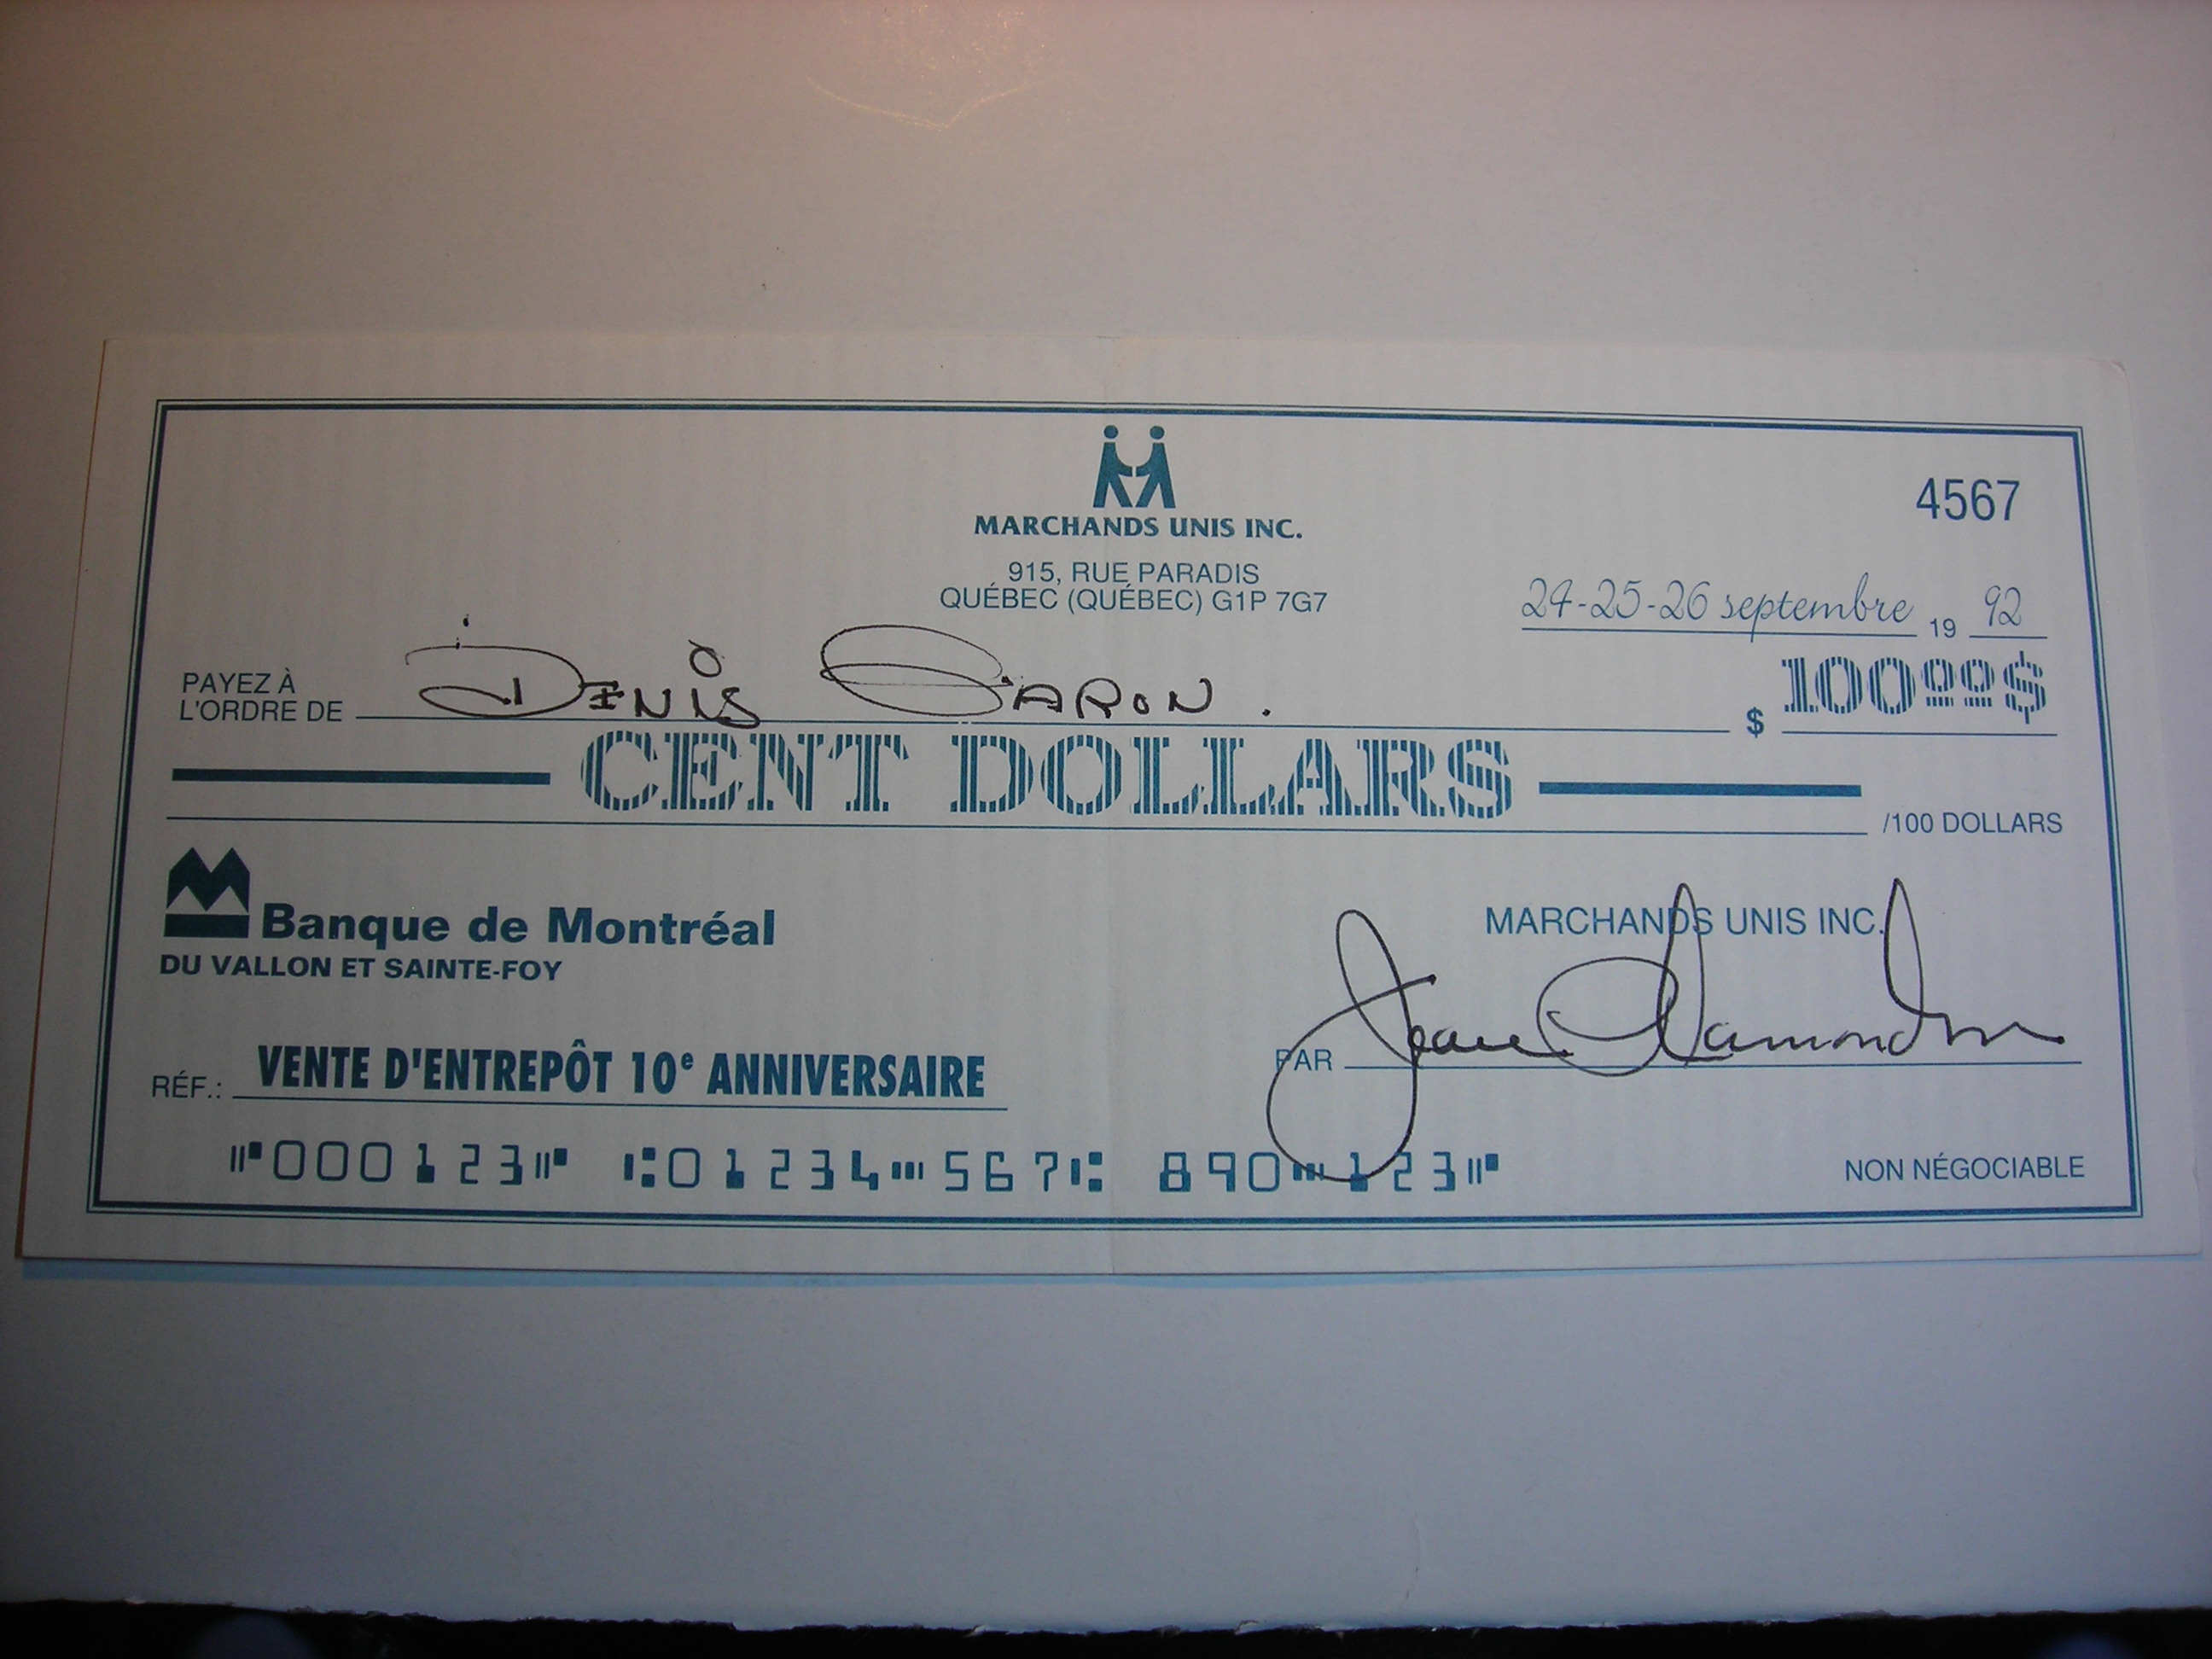 MARCHANDS UNIS INC.
4567
915, RUE PARADIS
QUÉBEC (QUÉBEC) G1P 7G7
24-25-26 septembre 19 92
PAYEZ À
L'ORDRE DE DENIS CARON. $ 100⁰⁰$
CENT DOLLARS
/100 DOLLARS
Banque de Montréal
DU VALLON ET SAINTE-FOY
MARCHANDS UNIS INC.
PAR
RÉF.: VENTE D'ENTREPÔT 10e ANNIVERSAIRE
⑈000123⑈ ⑆01234⑉567⑆ 890⑉123⑈
NON NÉGOCIABLE